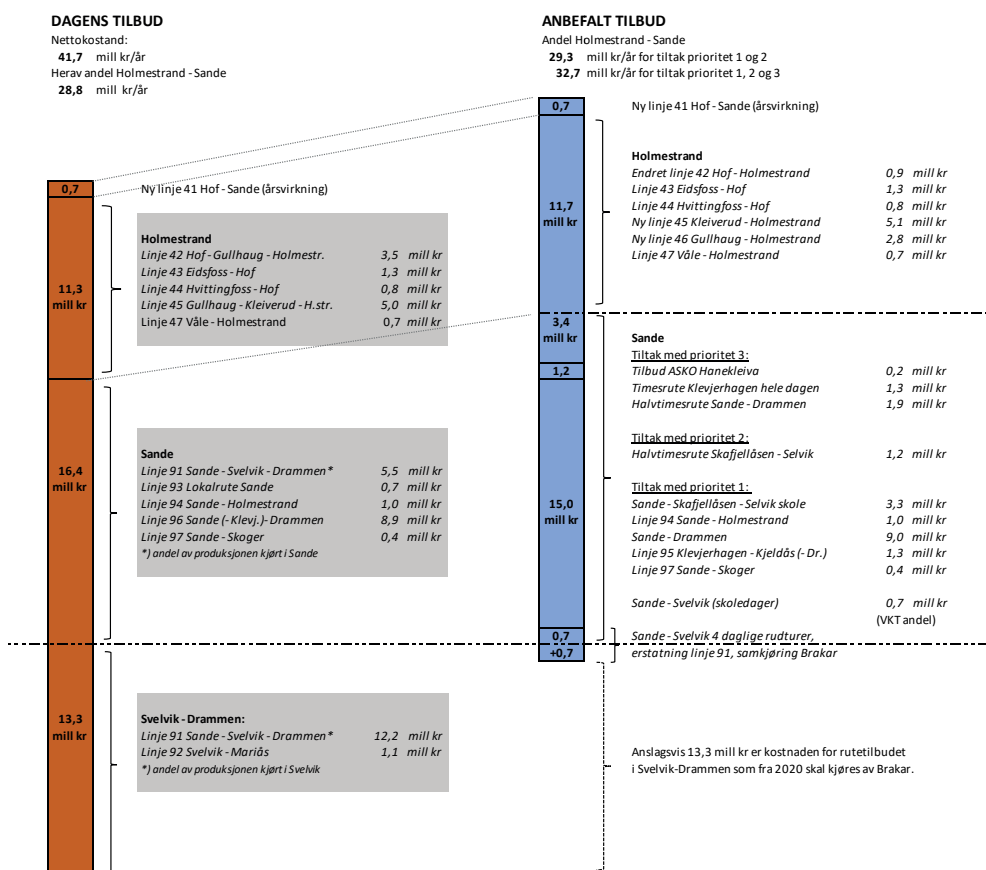 DAGENS TILBUD
Nettokostand:
41,7 mill kr/år
Herav andel Holmestrand - Sande
28,8 mill kr/år
0,7 Ny linje 41 Hof - Sande (årsvirkning)
11,3
mill kr
Holmestrand
Linje 42 Hof - Gullhaug - Holmestr. 3,5 mill kr
Linje 43 Eidsfoss - Hof 1,3 mill kr
Linje 44 Hvittingfoss - Hof 0,8 mill kr
Linje 45 Gullhaug - Kleiverud - H.str. 5,0 mill kr
Linje 47 Våle - Holmestrand 0,7 mill kr
16,4
mill kr
Sande
Linje 91 Sande - Svelvik - Drammen* 5,5 mill kr
Linje 93 Lokalrute Sande 0,7 mill kr
Linje 94 Sande - Holmestrand 1,0 mill kr
Linje 96 Sande (- Klevj.)- Drammen 8,9 mill kr
Linje 97 Sande - Skoger 0,4 mill kr
*) andel av produksjonen kjørt i Sande
13,3
mill kr
Svelvik - Drammen:
Linje 91 Sande - Svelvik - Drammen* 12,2 mill kr
Linje 92 Svelvik - Mariås 1,1 mill kr
*) andel av produksjonen kjørt i Svelvik
ANBEFALT TILBUD
Andel Holmestrand - Sande
29,3 mill kr/år for tiltak prioritet 1 og 2
32,7 mill kr/år for tiltak prioritet 1, 2 og 3
0,7 Ny linje 41 Hof - Sande (årsvirkning)
11,7
mill kr
Holmestrand
Endret linje 42 Hof - Holmestrand 0,9 mill kr
Linje 43 Eidsfoss - Hof 1,3 mill kr
Linje 44 Hvittingfoss - Hof 0,8 mill kr
Ny linje 45 Kleiverud - Holmestrand 5,1 mill kr
Ny linje 46 Gullhaug - Holmestrand 2,8 mill kr
Linje 47 Våle - Holmestrand 0,7 mill kr
3,4
mill kr
1,2
15,0
mill kr
0,7
+0,7
Sande
Tiltak med prioritet 3:
Tilbud ASKO Hanekleiva 0,2 mill kr
Timesrute Klevjerhagen hele dagen 1,3 mill kr
Halvtimesrute Sande - Drammen 1,9 mill kr
Tiltak med prioritet 2:
Halvtimesrute Skafjellåsen - Selvik 1,2 mill kr
Tiltak med prioritet 1:
Sande - Skafjellåsen - Selvik skole 3,3 mill kr
Linje 94 Sande - Holmestrand 1,0 mill kr
Sande - Drammen 9,0 mill kr
Linje 95 Klevjerhagen - Kjeldås (- Dr.) 1,3 mill kr
Linje 97 Sande - Skoger 0,4 mill kr
Sande - Svelvik (skoledager) 0,7 mill kr
(VKT andel)
Sande - Svelvik 4 daglige rudturer,
erstatning linje 91, samkjøring Brakar
Anslagsvis 13,3 mill kr er kostnaden for rutetilbudet
i Svelvik-Drammen som fra 2020 skal kjøres av Brakar.